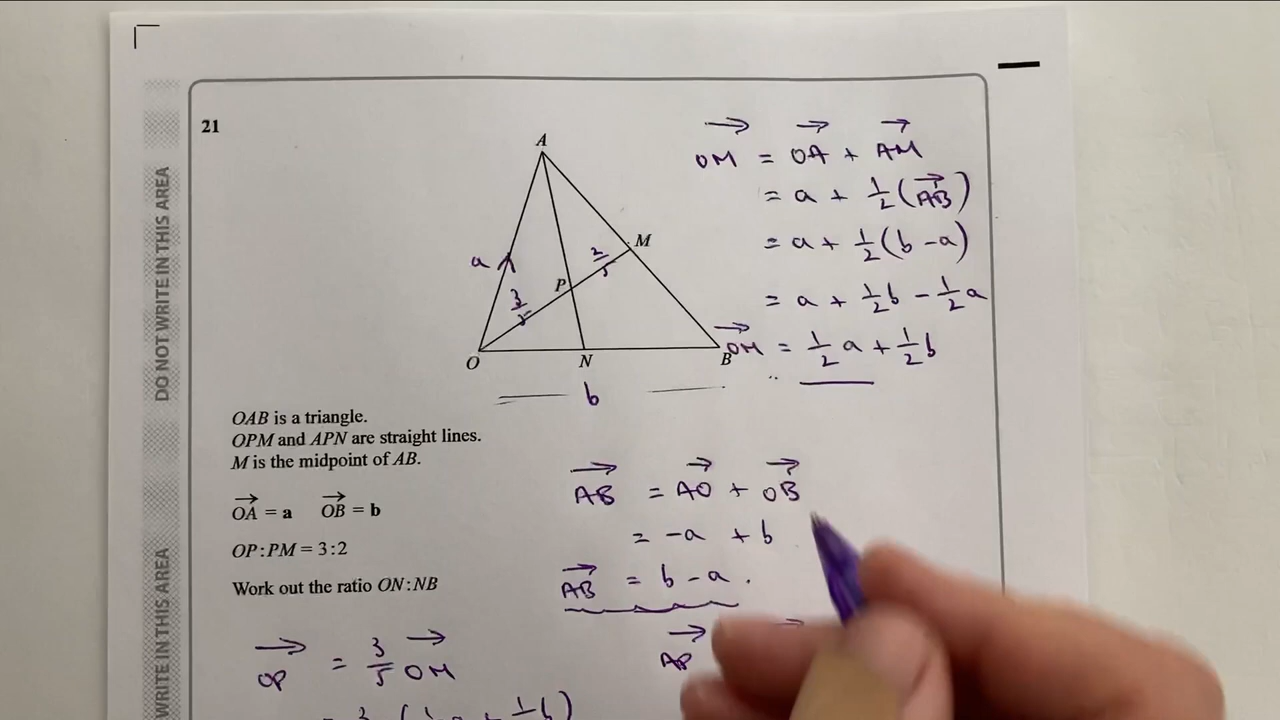 21
DO NOT WRITE IN THIS AREA
A
a
M
P
3/5
2/5
O
N
B
b
OM = OA + AM
= a + 1/2(AB)
= a + 1/2(b - a)
= a + 1/2b - 1/2a
OM = 1/2a + 1/2b
OAB is a triangle.
OPM and APN are straight lines.
M is the midpoint of AB.
OA = a OB = b
OP:PM = 3:2
Work out the ratio ON:NB
AB = AO + OB
= -a + b
AB = b - a.
WRITE IN THIS AREA
OP = 3/5 OM
AP